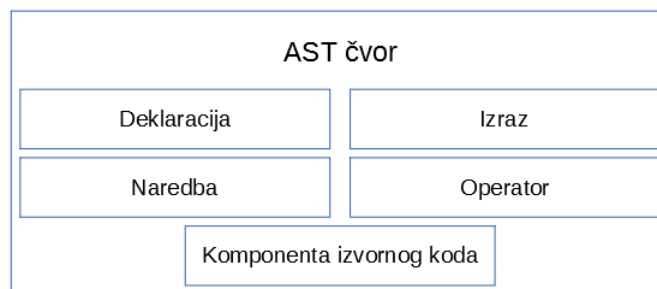 AST čvor
Deklaracija
Izraz
Naredba
Operator
Komponenta izvornog koda